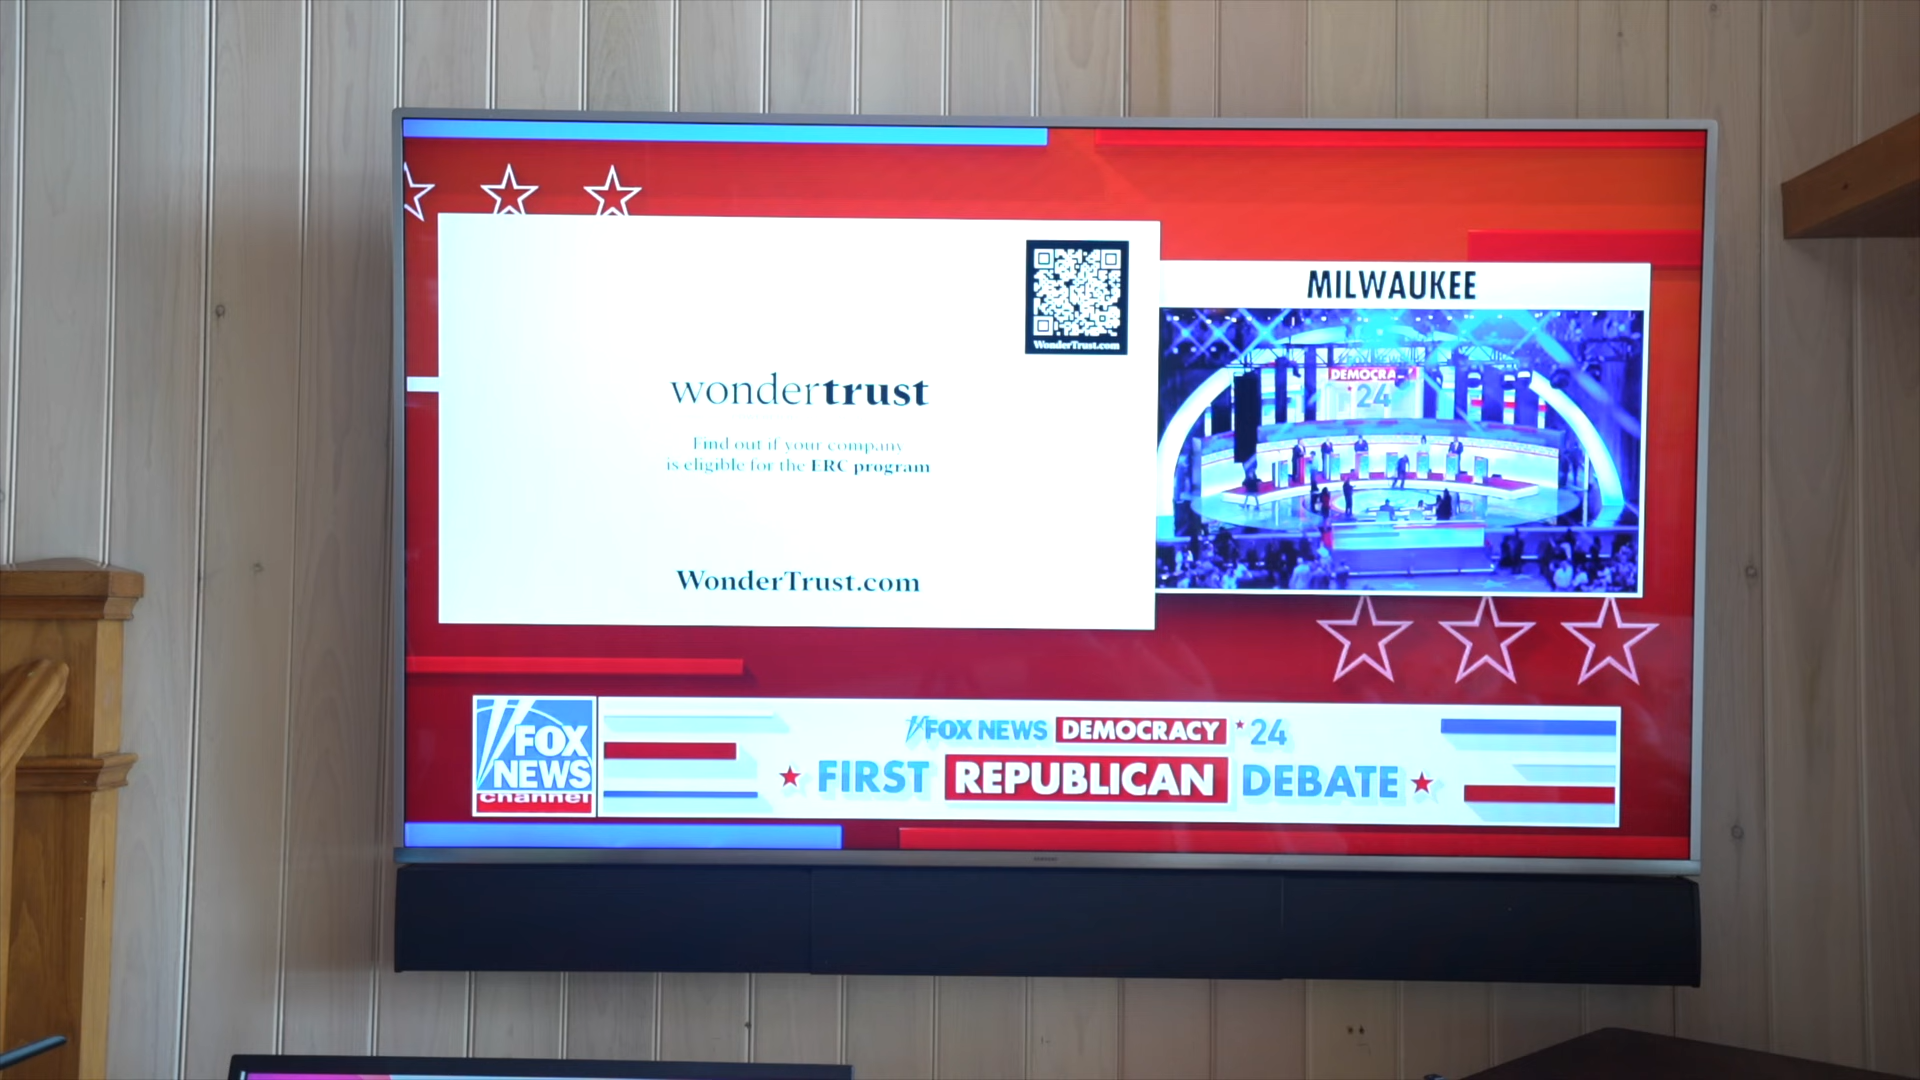 WonderTrust.com
wondertrust
Find out if your company
is eligible for the ERC program
WonderTrust.com
MILWAUKEE
24
FOX
NEWS
channel
FOX NEWS DEMOCRACY 24
FIRST REPUBLICAN DEBATE